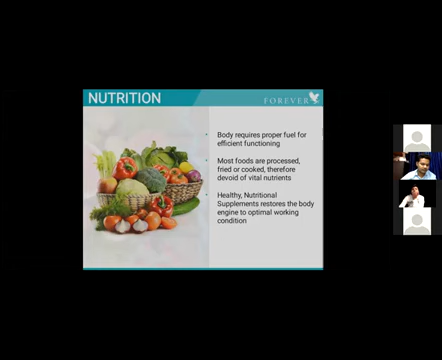 NUTRITION
FOREVER
Body requires proper fuel for
efficient functioning
Most foods are processed,
fried or cooked, therefore
devoid of vital nutrients
Healthy, Nutritional
Supplements restores the body
engine to optimal working
condition